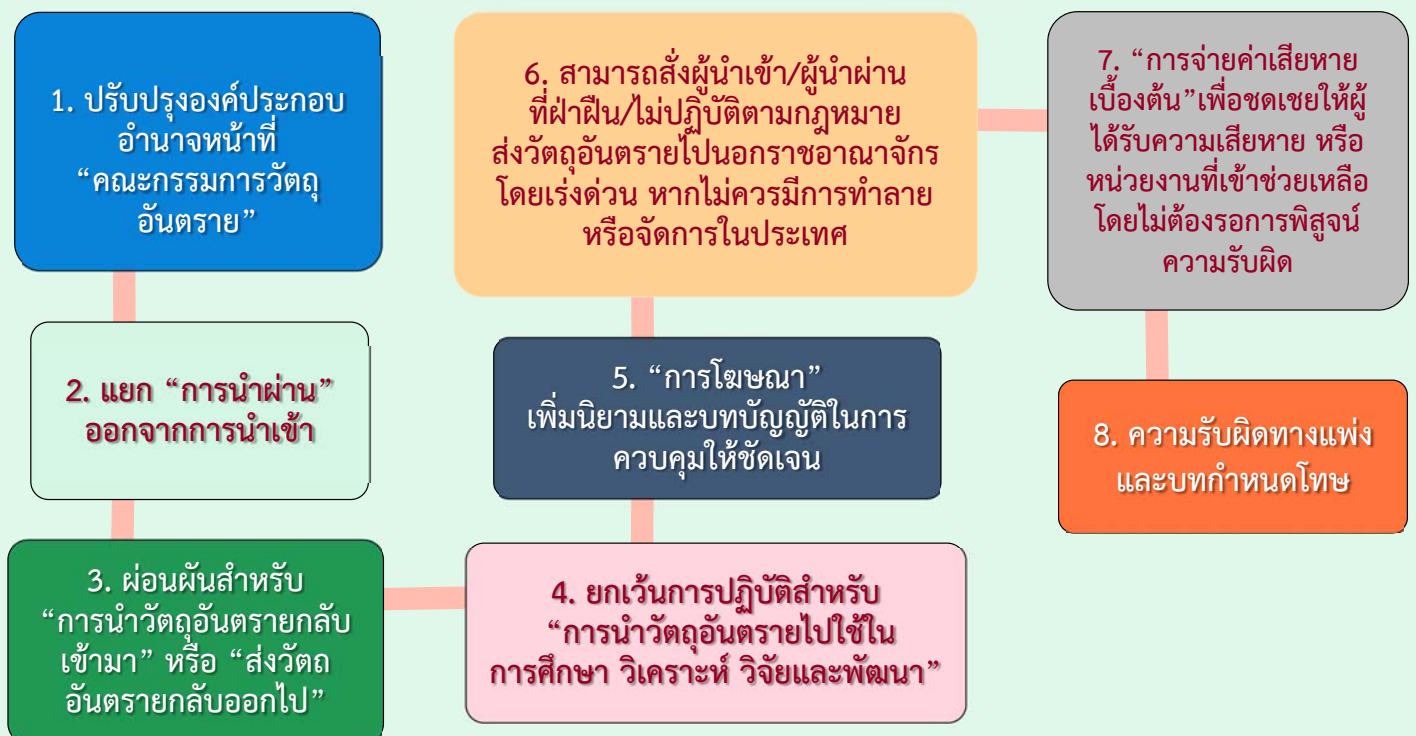 1. ปรับปรุงองค์ประกอบ
อำนาจหน้าที่
“คณะกรรมการวัตถุ
อันตราย”
2. แยก “การนำผ่าน”
ออกจากการนำเข้า
3. ผ่อนผันสำหรับ
“การนำวัตถุอันตรายกลับ
เข้ามา” หรือ “ส่งวัตถุ
อันตรายกลับออกไป”
4. ยกเว้นการปฏิบัติสำหรับ
“การนำวัตถุอันตรายไปใช้ใน
การศึกษา วิเคราะห์ วิจัยและพัฒนา”
5. “การโฆษณา”
เพิ่มนิยามและบทบัญญัติในการ
ควบคุมให้ชัดเจน
6. สามารถสั่งผู้นำเข้า/ผู้นำผ่าน
ที่ฝ่าฝืน/ไม่ปฏิบัติตามกฎหมาย
ส่งวัตถุอันตรายไปนอกราชอาณาจักร
โดยเร่งด่วน หากไม่ควรมีการทำลาย
หรือจัดการในประเทศ
7. “การจ่ายค่าเสียหาย
เบื้องต้น”เพื่อชดเชยให้ผู้
ได้รับความเสียหาย หรือ
หน่วยงานที่เข้าช่วยเหลือ
โดยไม่ต้องรอการพิสูจน์
ความรับผิด
8. ความรับผิดทางแพ่ง
และบทกำหนดโทษ